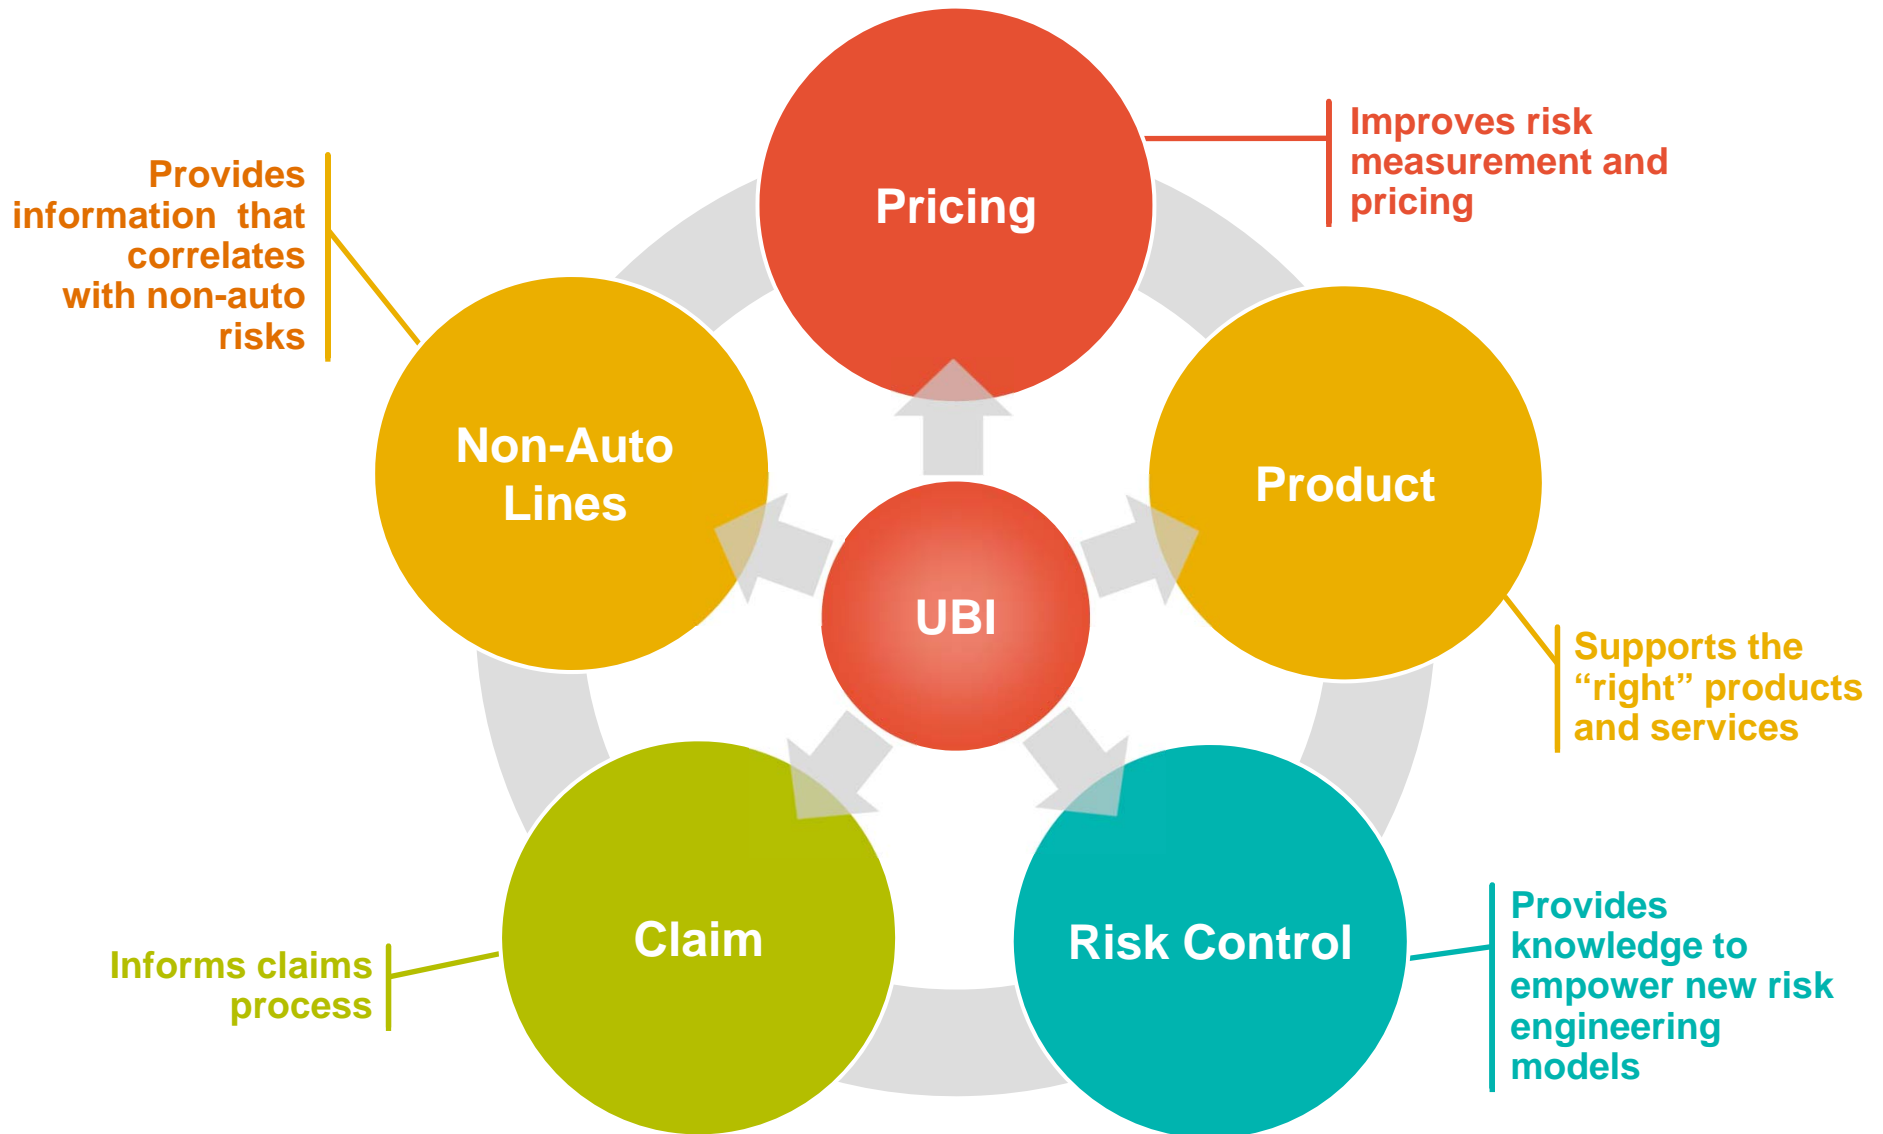 Pricing
Improves risk
measurement and
pricing
Provides
information  that
correlates
with non-auto
risks
Non-Auto
Lines
Product
UBI
Supports the
“right” products
and services
Claim
Risk Control
Informs claims
process
Provides
knowledge to
empower new risk
engineering
models